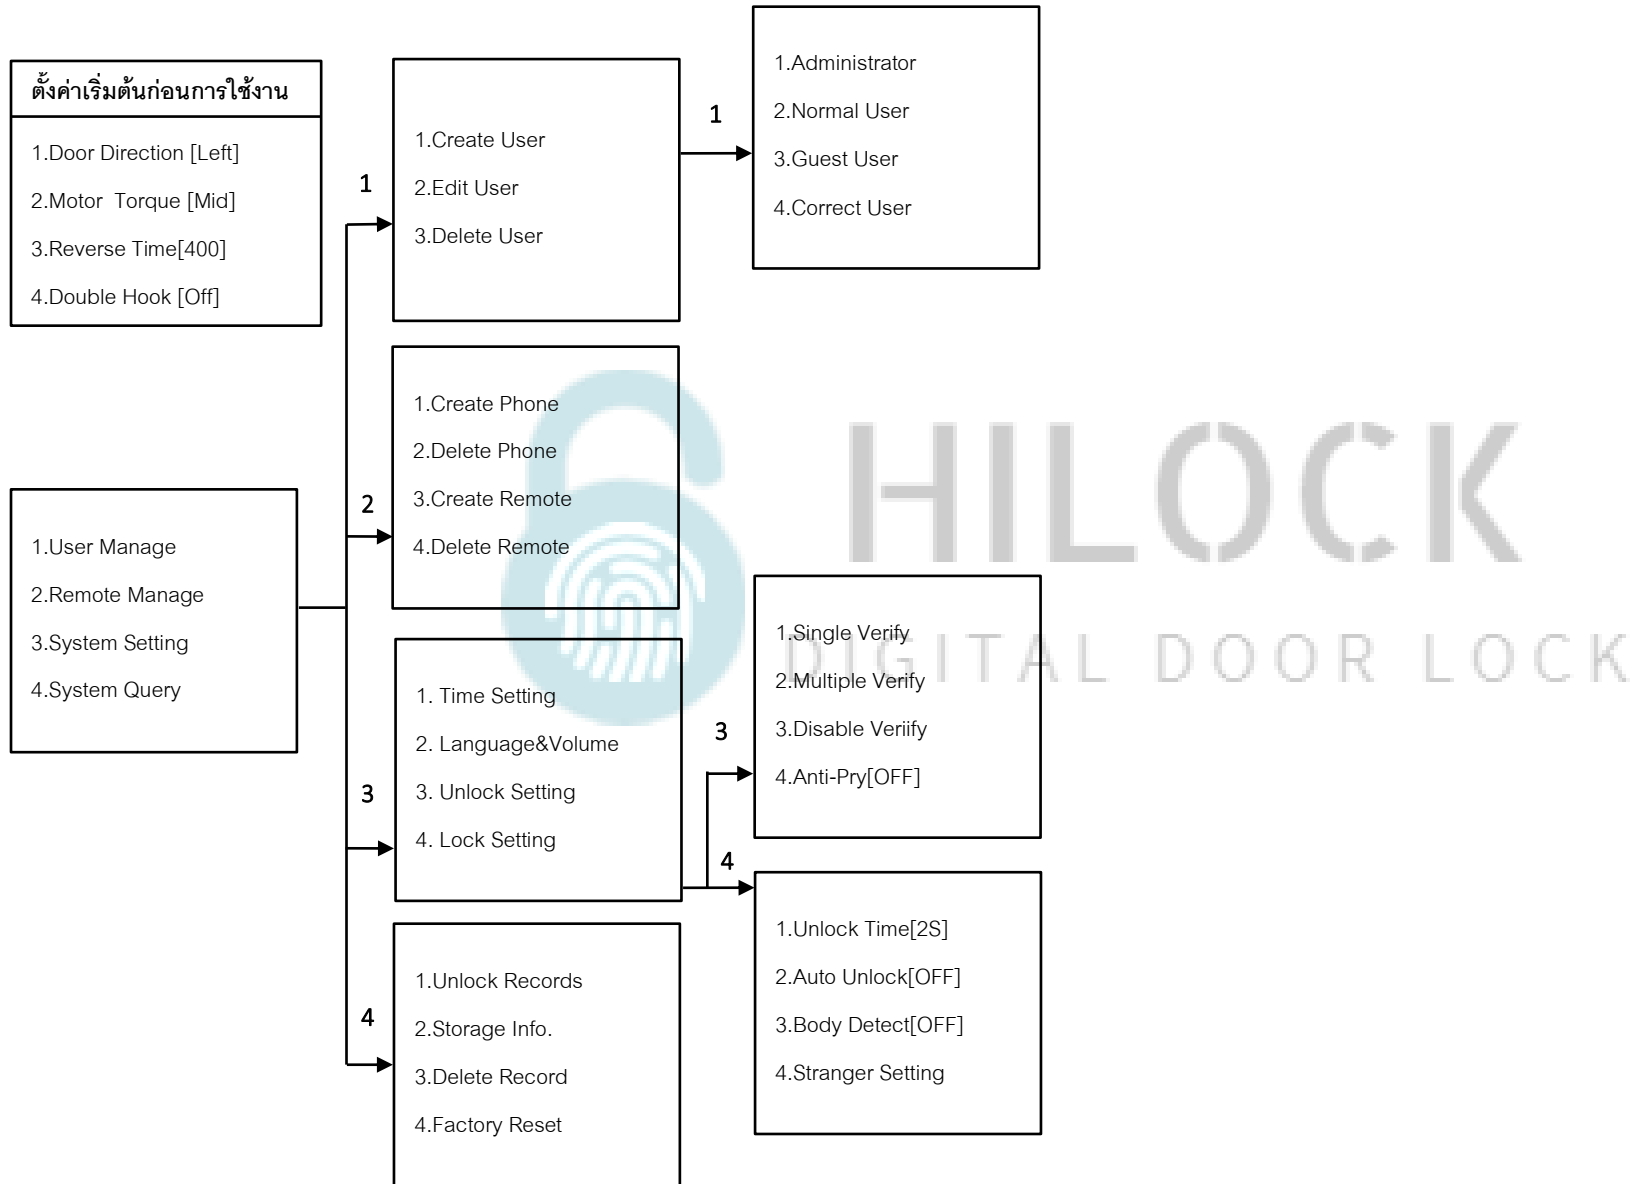 ตั้งค่าเริ่มต้นก่อนการใช้งาน
1.Door Direction [Left]
2.Motor  Torque [Mid]
3.Reverse Time[400]
4.Double Hook [Off]
1.User Manage
2.Remote Manage
3.System Setting
4.System Query
1
1.Create User
2.Edit User
3.Delete User
1
1.Administrator
2.Normal User
3.Guest User
4.Correct User
2
1.Create Phone
2.Delete Phone
3.Create Remote
4.Delete Remote
3
1. Time Setting
2. Language&Volume
3. Unlock Setting
4. Lock Setting
3
1.Single Verify
2.Multiple Verify
3.Disable Veriify
4.Anti-Pry[OFF]
4
1.Unlock Time[2S]
2.Auto Unlock[OFF]
3.Body Detect[OFF]
4.Stranger Setting
4
1.Unlock Records
2.Storage Info.
3.Delete Record
4.Factory Reset
HILOCK
DIGITAL DOOR LOCK